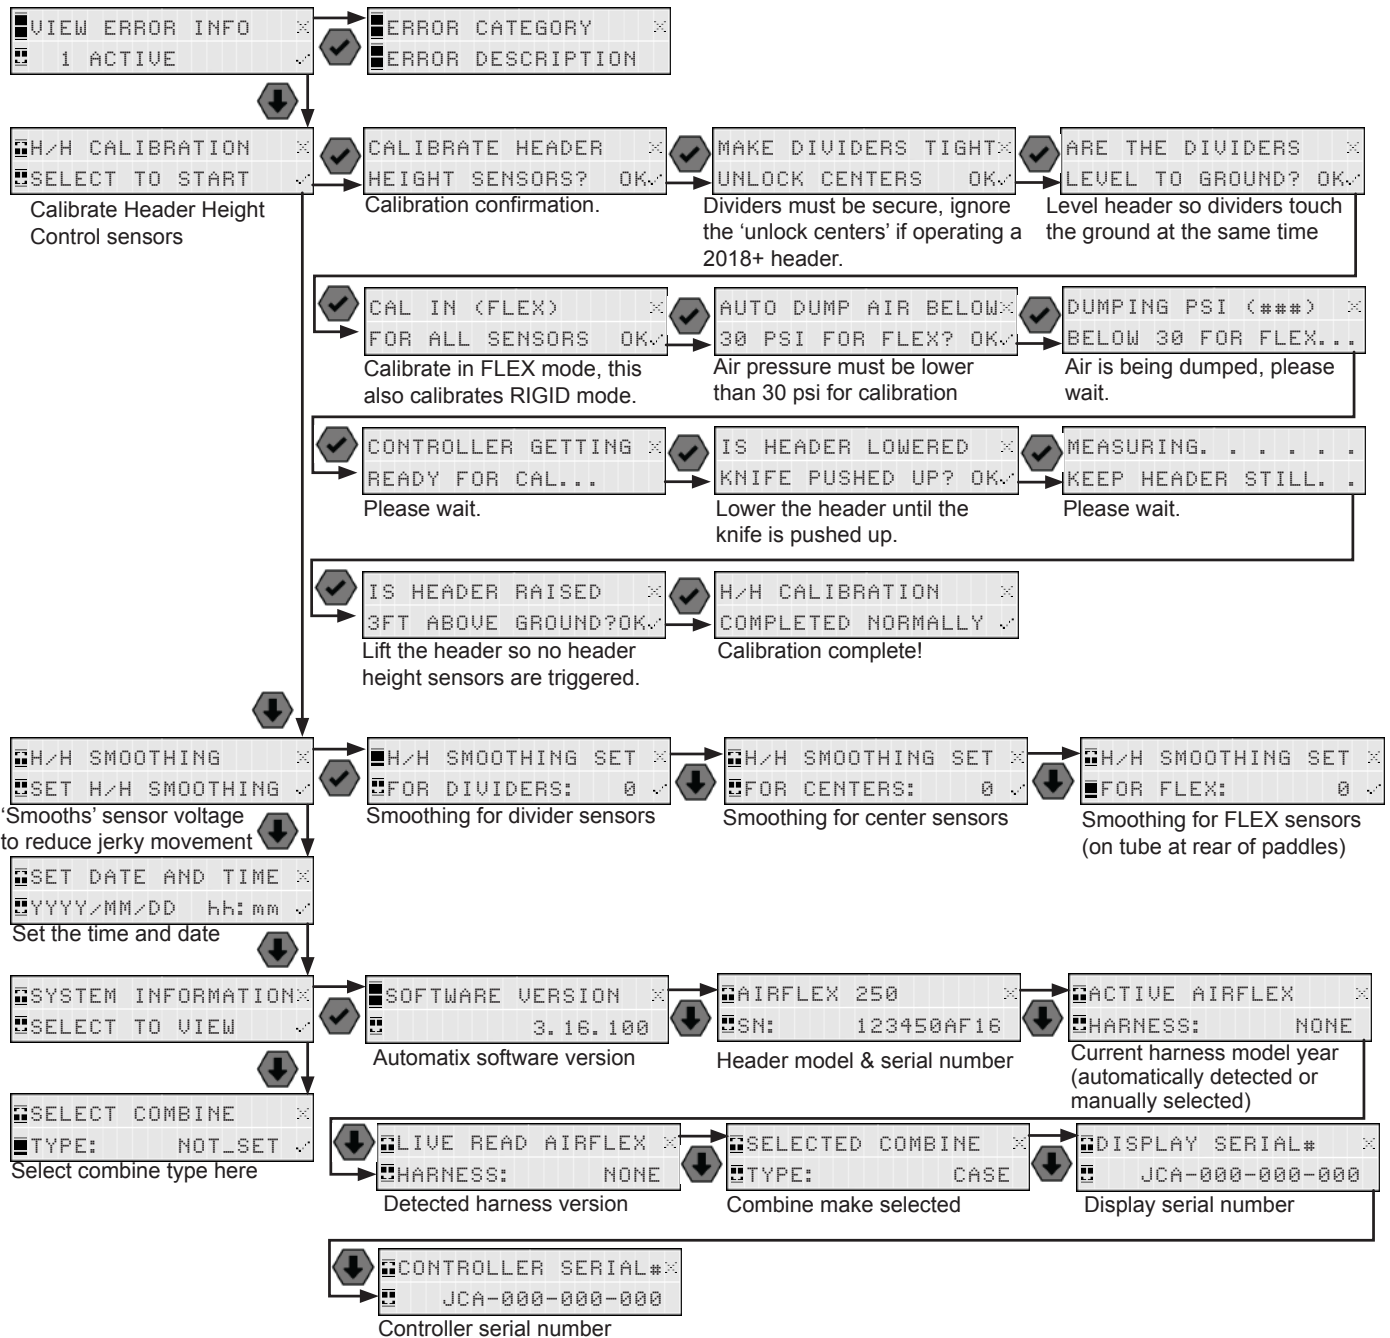 VIEW ERROR INFO
1 ACTIVE
ERROR CATEGORY
ERROR DESCRIPTION
H/H CALIBRATION
SELECT TO START
Calibrate Header Height
Control sensors
CALIBRATE HEADER
HEIGHT SENSORS? OK
Calibration confirmation.
MAKE DIVIDERS TIGHT
UNLOCK CENTERS OK
Dividers must be secure, ignore
the ‘unlock centers’ if operating a
2018+ header.
ARE THE DIVIDERS
LEVEL TO GROUND? OK
Level header so dividers touch
the ground at the same time
CAL IN (FLEX)
FOR ALL SENSORS OK
Calibrate in FLEX mode, this
also calibrates RIGID mode.
AUTO DUMP AIR BELOW
30 PSI FOR FLEX? OK
Air pressure must be lower
than 30 psi for calibration
DUMPING PSI (###)
BELOW 30 FOR FLEX...
Air is being dumped, please
wait.
CONTROLLER GETTING
READY FOR CAL...
Please wait.
IS HEADER LOWERED
KNIFE PUSHED UP? OK
Lower the header until the
knife is pushed up.
MEASURING. . . . . .
KEEP HEADER STILL. .
Please wait.
IS HEADER RAISED
3FT ABOVE GROUND?OK
Lift the header so no header
height sensors are triggered.
H/H CALIBRATION
COMPLETED NORMALLY
Calibration complete!
H/H SMOOTHING
SET H/H SMOOTHING
‘Smooths’ sensor voltage
to reduce jerky movement
H/H SMOOTHING SET
FOR DIVIDERS: 0
Smoothing for divider sensors
H/H SMOOTHING SET
FOR CENTERS: 0
Smoothing for center sensors
H/H SMOOTHING SET
FOR FLEX: 0
Smoothing for FLEX sensors
(on tube at rear of paddles)
SET DATE AND TIME
YYYY/MM/DD hh:mm
Set the time and date
SYSTEM INFORMATION
SELECT TO VIEW
SOFTWARE VERSION
3.16.100
Automatix software version
AIRFLEX 250
SN: 123450AF16
Header model & serial number
ACTIVE AIRFLEX
HARNESS: NONE
Current harness model year
(automatically detected or
manually selected)
SELECT COMBINE
TYPE: NOT_SET
Select combine type here
LIVE READ AIRFLEX
HARNESS: NONE
Detected harness version
SELECTED COMBINE
TYPE: CASE
Combine make selected
DISPLAY SERIAL#
JCA-000-000-000
Display serial number
CONTROLLER SERIAL#
JCA-000-000-000
Controller serial number